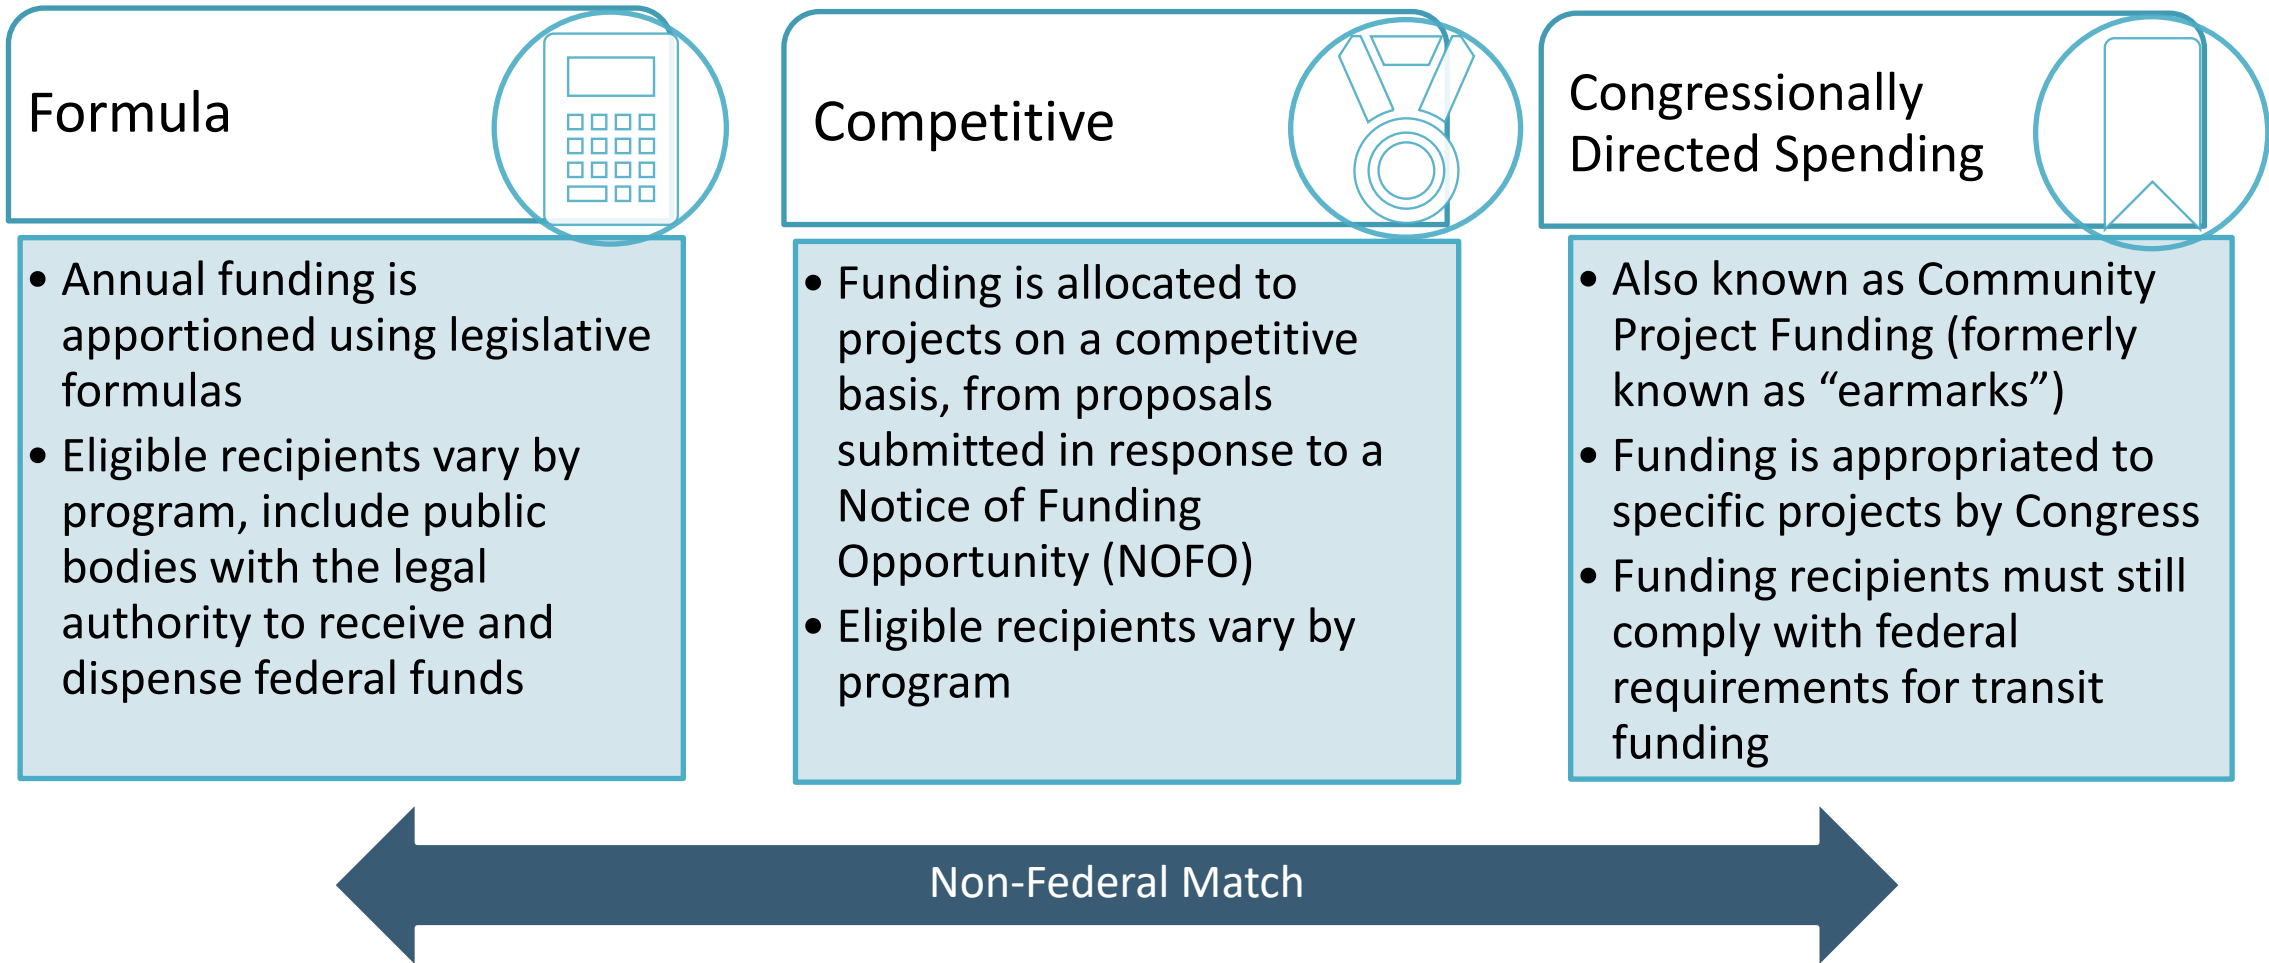 Formula
• Annual funding is
apportioned using legislative
formulas
• Eligible recipients vary by
program, include public
bodies with the legal
authority to receive and
dispense federal funds
Competitive
• Funding is allocated to
projects on a competitive
basis, from proposals
submitted in response to a
Notice of Funding
Opportunity (NOFO)
• Eligible recipients vary by
program
Congressionally
Directed Spending
• Also known as Community
Project Funding (formerly
known as “earmarks”)
• Funding is appropriated to
specific projects by Congress
• Funding recipients must still
comply with federal
requirements for transit
funding
Non-Federal Match